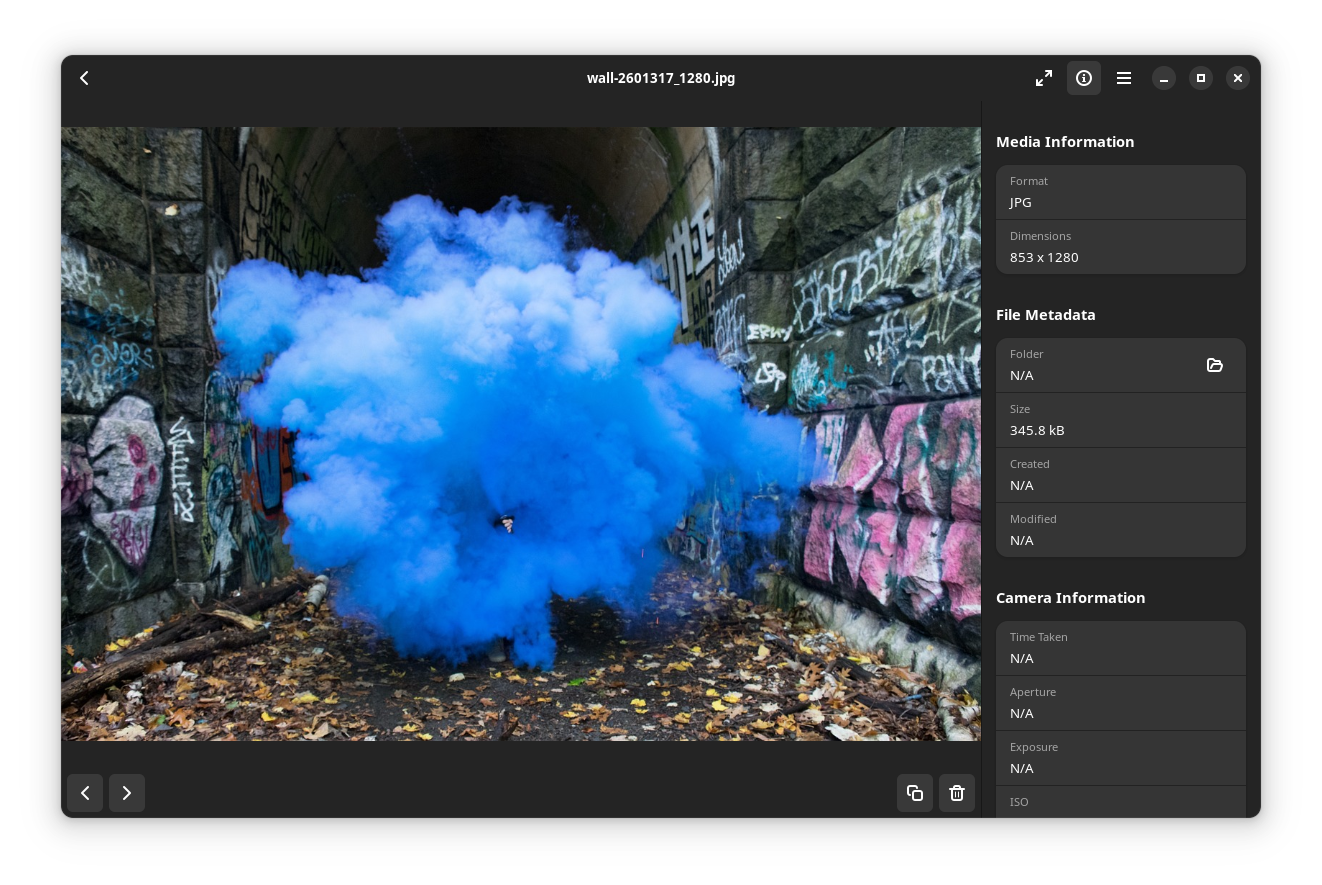 wall-2601317_1280.jpg
Media Information
Format
JPG
Dimensions
853 x 1280
File Metadata
Folder
N/A
Size
345.8 kB
Created
N/A
Modified
N/A
Camera Information
Time Taken
N/A
Aperture
N/A
Exposure
N/A
ISO